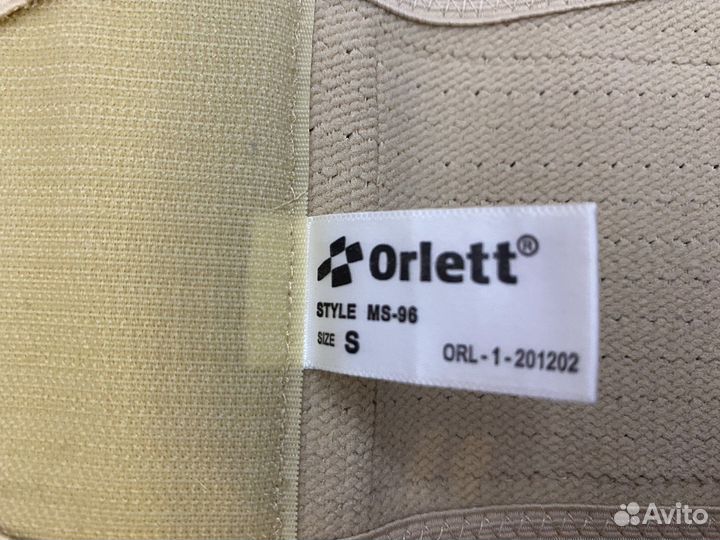 Orlett®
STYLE MS-96
SIZE S
ORL - 1 - 201202
Avito